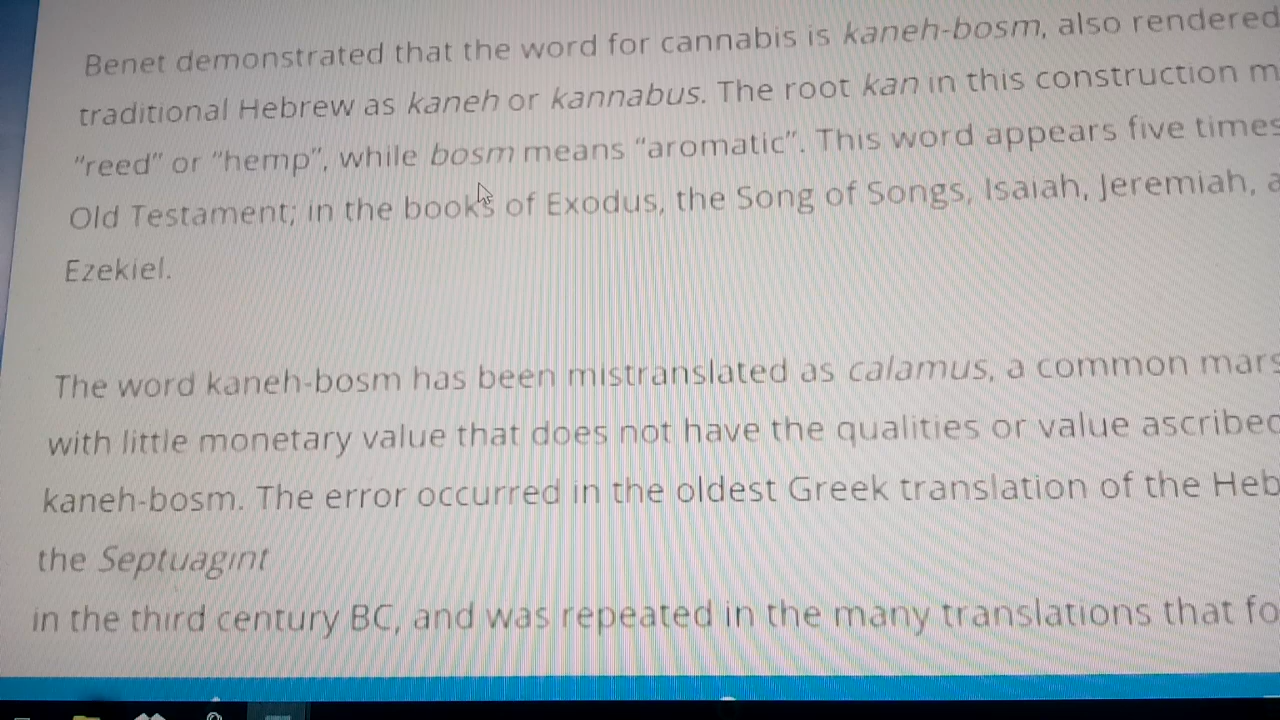 Benet demonstrated that the word for cannabis is kaneh-bosm, also rendered
traditional Hebrew as kaneh or kannabus. The root kan in this construction m
“reed” or “hemp”, while bosm means “aromatic”. This word appears five times
Old Testament; in the books of Exodus, the Song of Songs, Isaiah, Jeremiah, a
Ezekiel.
The word kaneh-bosm has been mistranslated as calamus, a common mars
with little monetary value that does not have the qualities or value ascribed
kaneh-bosm. The error occurred in the oldest Greek translation of the Heb
the Septuagint
in the third century BC, and was repeated in the many translations that fo